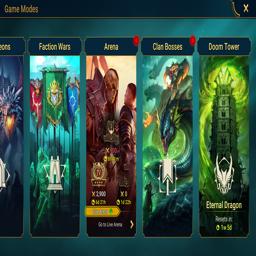 Game Modes
eons
Faction Wars
Arena
Clan Bosses
Doom Tower
2,900
0
6d 21h
1d 22h
Go to Live Arena
Eternal Dragon
Resets in:
1w 5d